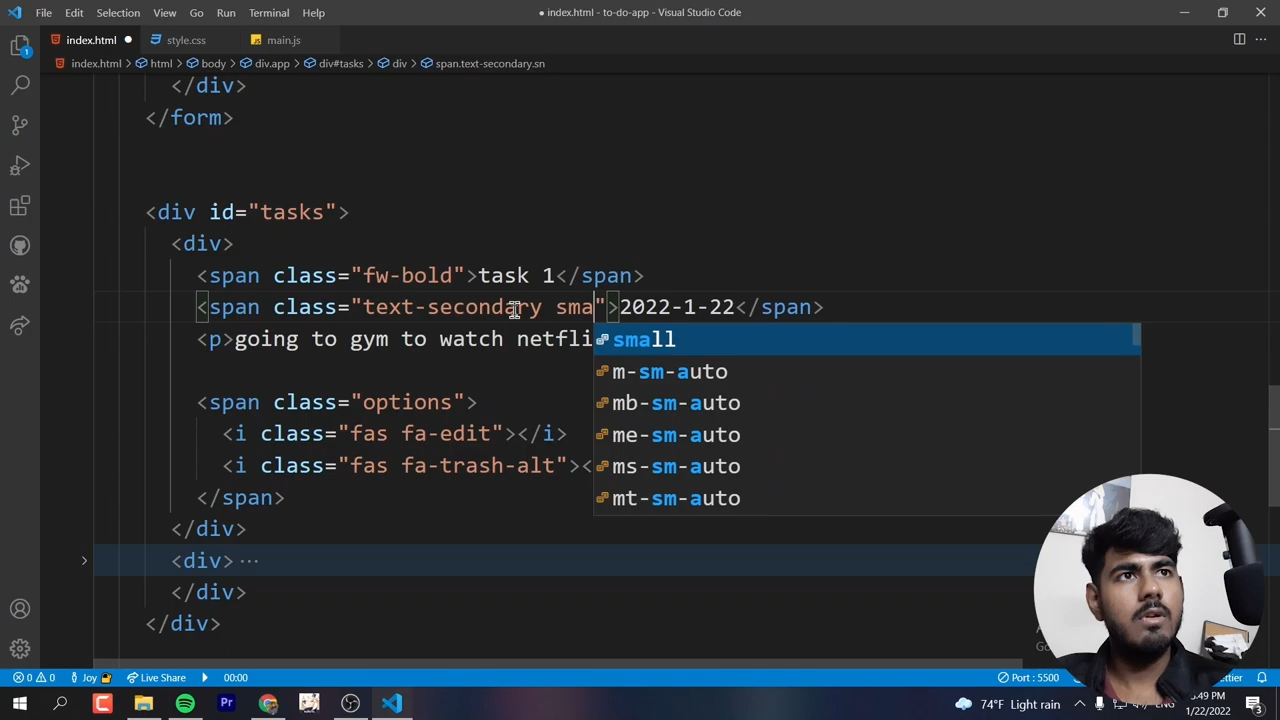 File Edit Selection View Go Run Terminal Help ● index.html - to-do-app - Visual Studio Code
index.html style.css main.js
index.html > html > body > div.app > div#tasks > div > span.text-secondary.sn
</div>
</form>
<div id="tasks">
<div>
<span class="fw-bold">task 1</span>
<span class="text-secondary sma">2022-1-22</span>
<p>going to gym to watch netfli
small
m-sm-auto
<span class="options">
mb-sm-auto
<i class="fas fa-edit"></i>
me-sm-auto
<i class="fas fa-trash-alt"><
ms-sm-auto
</span>
mt-sm-auto
</div>
<div> ...
</div>
</div>
0 0 Joy Live Share 00:00 Port : 5500
74°F Light rain ENG :49 PM
1/22/2022 3